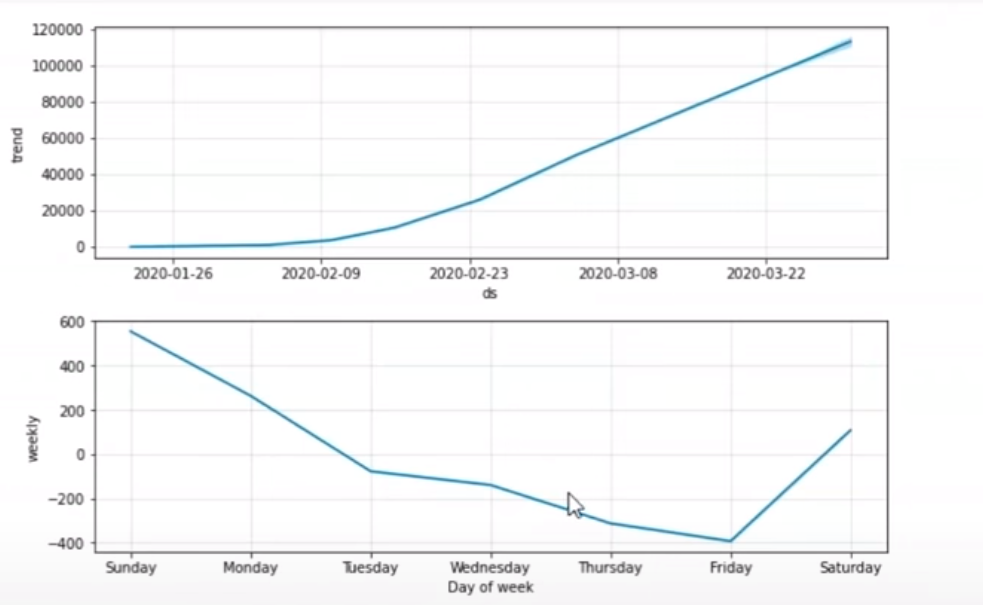 120000
100000
80000
60000
40000
20000
0
trend
2020-01-26 2020-02-09 2020-02-23 2020-03-08 2020-03-22
ds
600
400
200
0
−200
−400
weekly
Sunday Monday Tuesday Wednesday Thursday Friday Saturday
Day of week